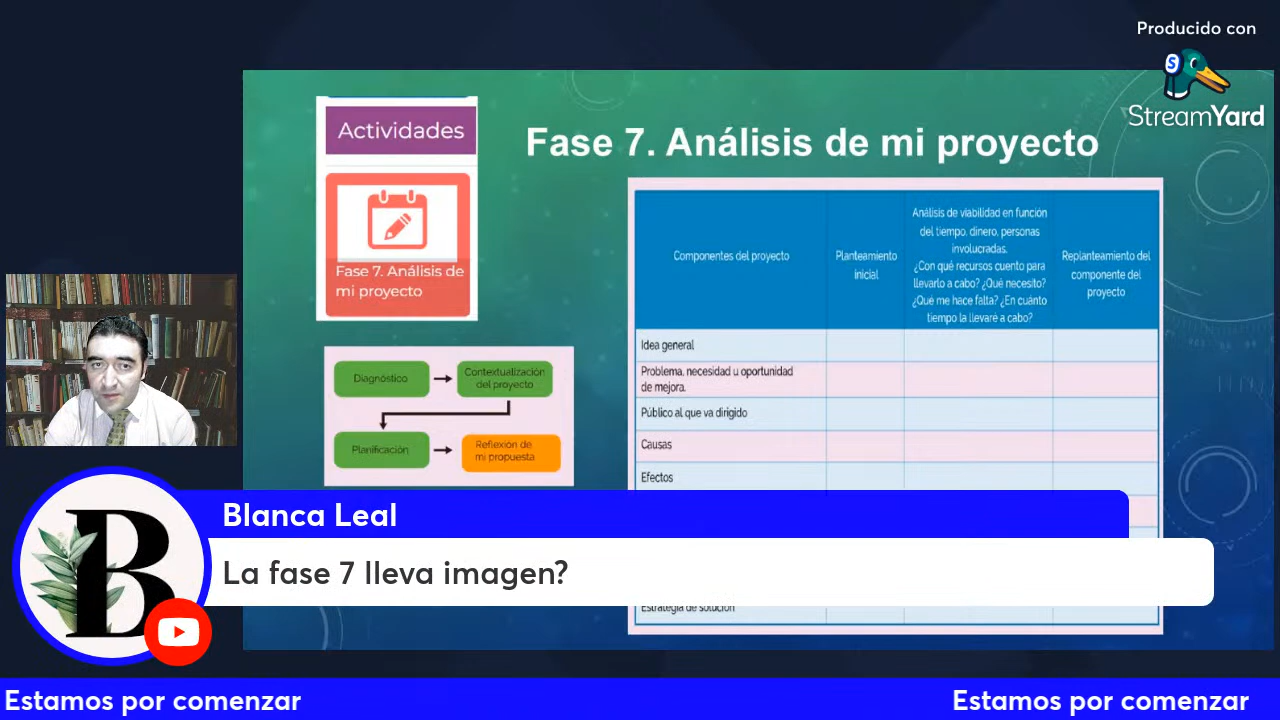 Producido con
StreamYard
Actividades
Fase 7. Análisis de
mi proyecto
Fase 7. Análisis de mi proyecto
Componentes del proyecto
Planteamiento
inicial
Análisis de viabilidad en función
del tiempo, dinero, personas
involucradas.
¿Con qué recursos cuento para
llevarlo a cabo? ¿Qué necesito?
¿Qué me hace falta? ¿En cuánto
tiempo la llevaré a cabo?
Replanteamiento del
componente del
proyecto
Idea general
Problema, necesidad u oportunidad
de mejora.
Público al que va dirigido
Causas
Efectos
Estrategia de solución
Diagnóstico
Contextualización
del proyecto
Planificación
Reflexión de
mi propuesta
B
Blanca Leal
La fase 7 lleva imagen?
Estamos por comenzar
Estamos por comenzar